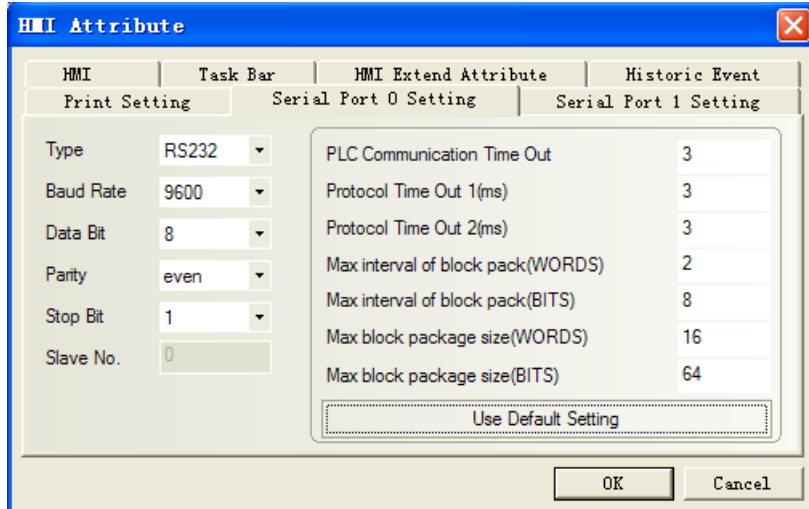 HMI Attribute
HMI Task Bar HMI Extend Attribute Historic Event
Print Setting Serial Port 0 Setting Serial Port 1 Setting
Type RS232
Baud Rate 9600
Data Bit 8
Parity even
Stop Bit 1
Slave No. 0
PLC Communication Time Out 3
Protocol Time Out 1(ms) 3
Protocol Time Out 2(ms) 3
Max interval of block pack(WORDS) 2
Max interval of block pack(BITS) 8
Max block package size(WORDS) 16
Max block package size(BITS) 64
Use Default Setting
OK Cancel